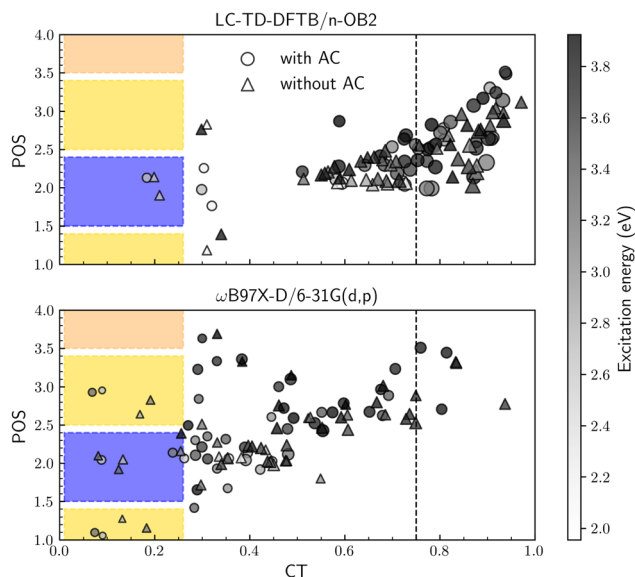 LC-TD-DFTB/n-OB2
with AC
without AC
POS
4.0
3.5
3.0
2.5
2.0
1.5
1.0
ωB97X-D/6-31G(d,p)
POS
4.0
3.5
3.0
2.5
2.0
1.5
1.0
0.0 0.2 0.4 0.6 0.8 1.0
CT
3.8
3.6
3.4
3.2
3.0
2.8
2.6
2.4
2.2
2.0
Excitation energy (eV)